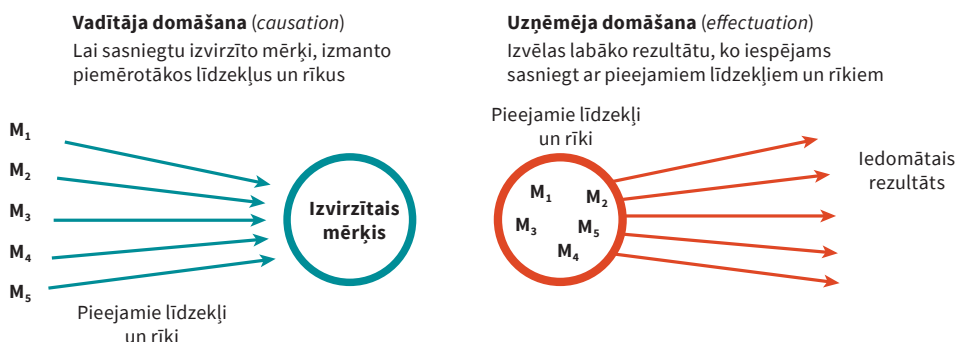 Vadītāja domāšana (causation)
Lai sasniegtu izvirzīto mērķi, izmanto
piemērotākos līdzekļus un rīkus
M₁
M₂
M₃
M₄
M₅
Izvirzītais
mērķis
Pieejamie līdzekļi
un rīki
Uzņēmēja domāšana (effectuation)
Izvēlas labāko rezultātu, ko iespējams
sasniegt ar pieejamiem līdzekļiem un rīkiem
Pieejamie līdzekļi
un rīki
M₁
M₂
M₃
M₅
M₄
Iedomātais
rezultāts